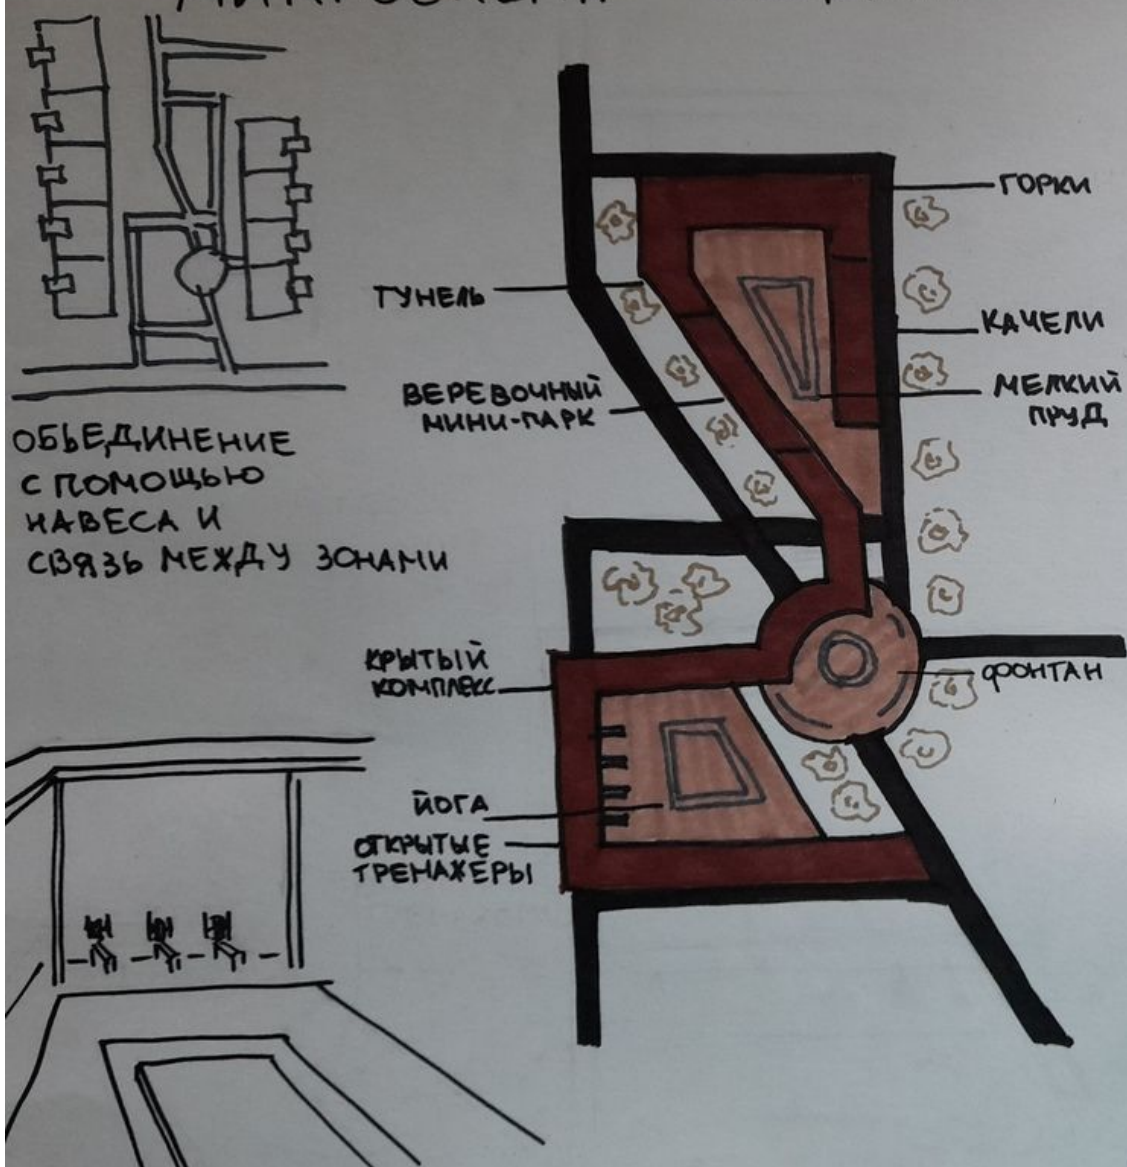 ГОРКИ
ТУНЕЛЬ
КАЧЕЛИ
ВЕРЕВОЧНЫЙ
МИНИ-ПАРК
МЕЛКИЙ
ПРУД
ОБЬЕДИНЕНИЕ
С ПОМОЩЬЮ
НАВЕСА И
СВЯЗЬ МЕЖДУ ЗОНАМИ
КРЫТЫЙ
КОМПЛЕКС
ФОНТАН
ЙОГА
ОТКРЫТЫЕ
ТРЕНАЖЕРЫ